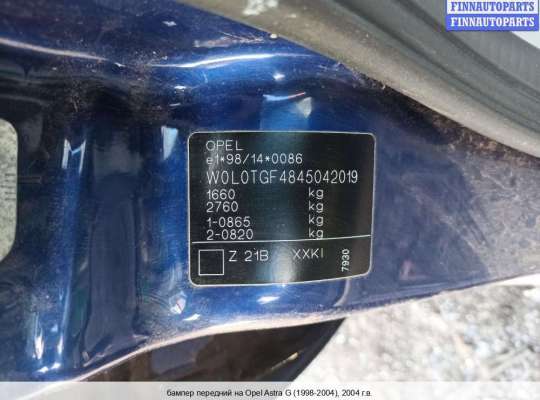 FINNAUTOPARTS
FINNAUTOPARTS
OPEL
e1*98/14*0086
W0L0TGF4845042019
1660 kg
2760 kg
1-0865 kg
2-0820 kg
Z 21B XXKI
7930
бампер передний на Opel Astra G (1998-2004), 2004 г.в.